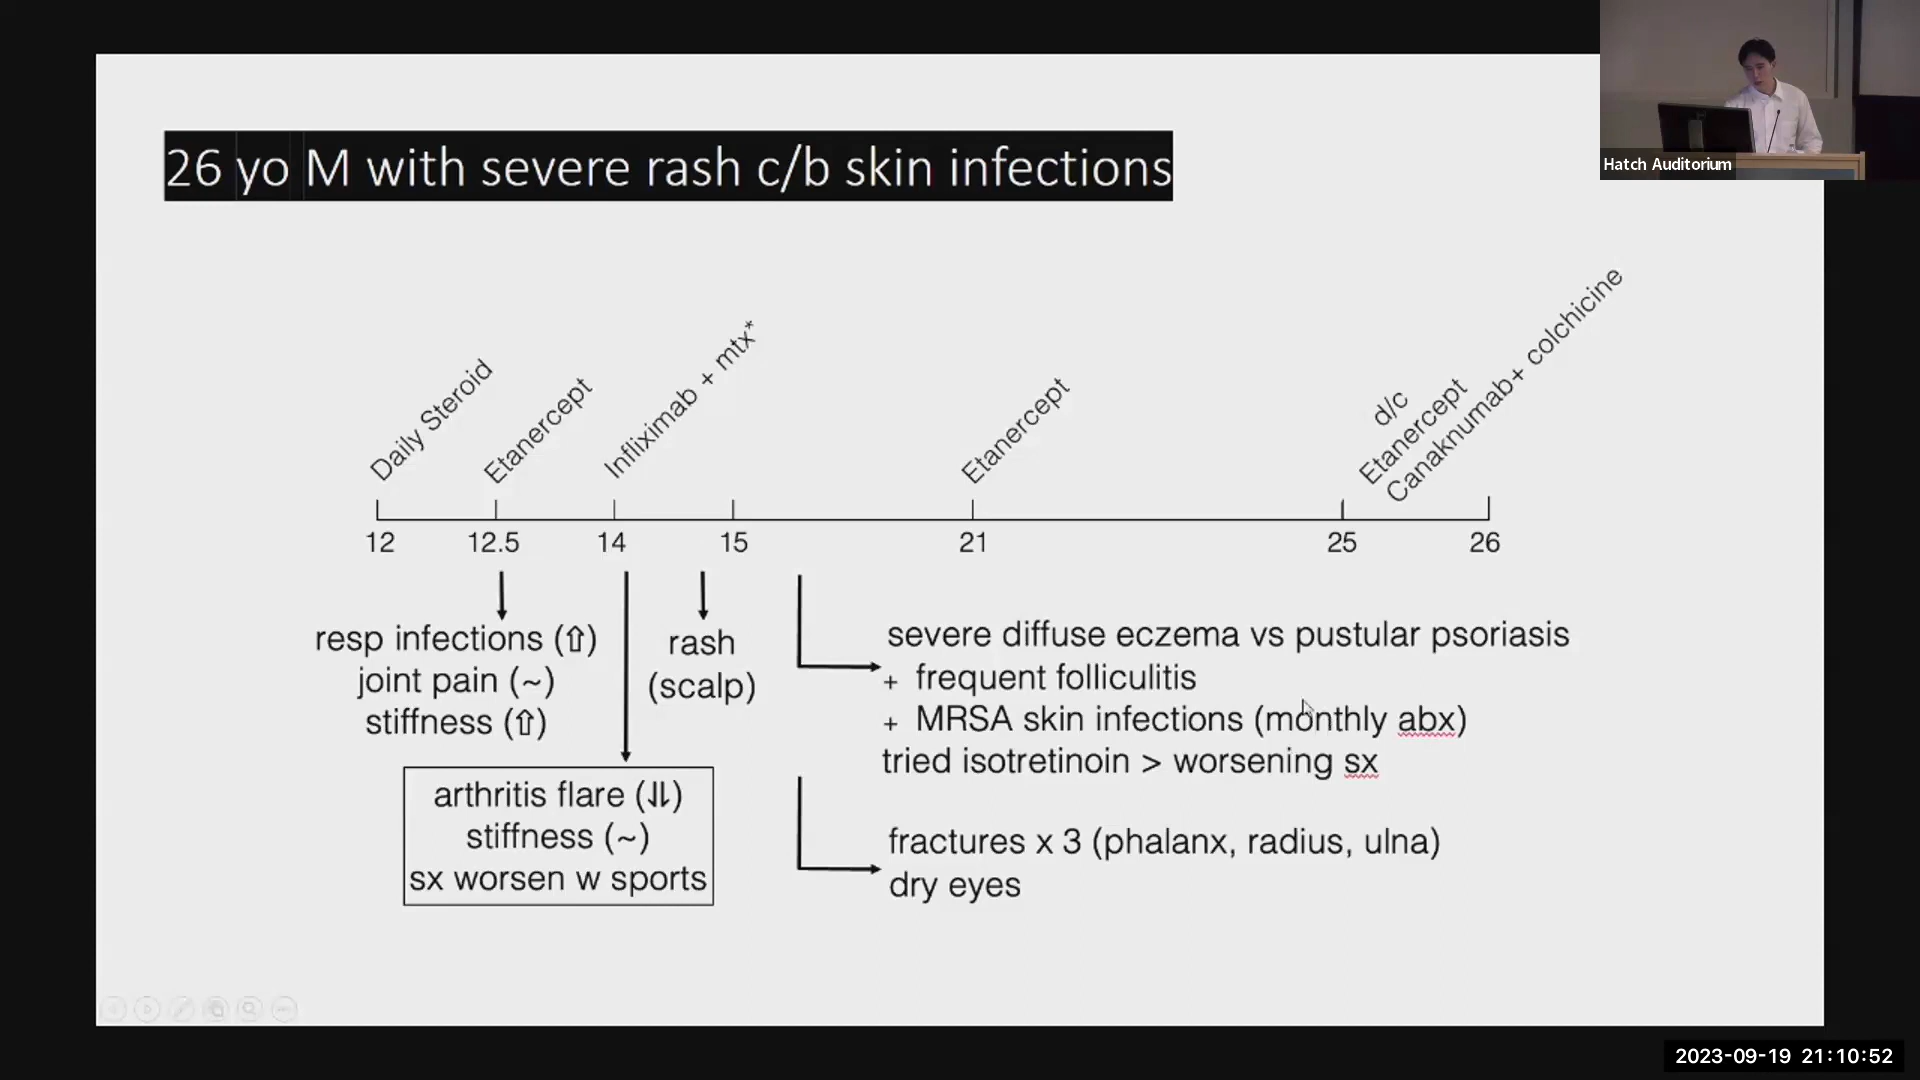 Hatch Auditorium
26 yo M with severe rash c/b skin infections
Daily Steroid
Etanercept
Infliximab + mtx*
Etanercept
d/c
Etanercept
Canaknumab+ colchicine
12
12.5
14
15
21
25
26
resp infections (⇧)
joint pain (~)
stiffness (⇧)
rash
(scalp)
arthritis flare (⇓)
stiffness (~)
sx worsen w sports
severe diffuse eczema vs pustular psoriasis
+ frequent folliculitis
+ MRSA skin infections (monthly abx)
tried isotretinoin > worsening sx
fractures x 3 (phalanx, radius, ulna)
dry eyes
2023-09-19 21:10:52